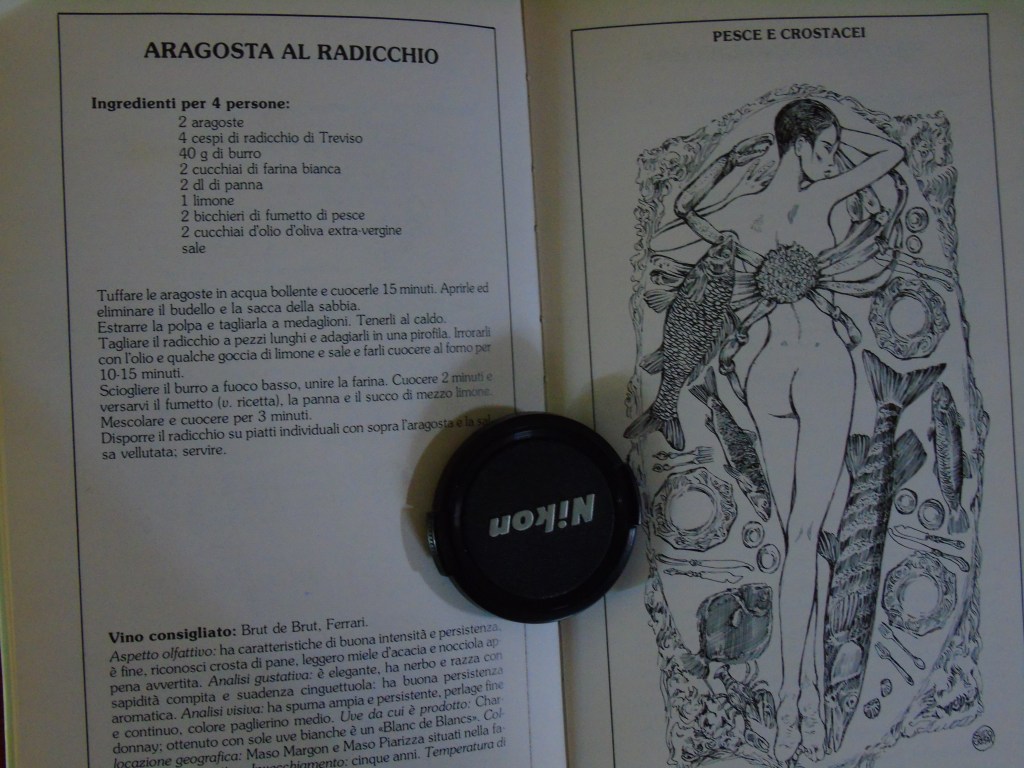 ARAGOSTA AL RADICCHIO
Ingredienti per 4 persone:
2 aragoste
4 cespi di radicchio di Treviso
40 g di burro
2 cucchiai di farina bianca
2 dl di panna
1 limone
2 bicchieri di fumetto di pesce
2 cucchiai d'olio d'oliva extra-vergine
sale
Tuffare le aragoste in acqua bollente e cuocerle 15 minuti. Aprirle ed
eliminare il budello e la sacca della sabbia.
Estrarre la polpa e tagliarla a medaglioni. Tenerli al caldo.
Tagliare il radicchio a pezzi lunghi e adagiarli in una pirofila. Irrorarli
con l'olio e qualche goccia di limone e sale e farli cuocere al forno per
10-15 minuti.
Sciogliere il burro a fuoco basso, unire la farina. Cuocere 2 minuti e
versarvi il fumetto (v. ricetta), la panna e il succo di mezzo limone.
Mescolare e cuocere per 3 minuti.
Disporre il radicchio su piatti individuali con sopra l'aragosta e la sal-
sa vellutata; servire.
Vino consigliato: Brut de Brut, Ferrari.
Aspetto olfattivo: ha caratteristiche di buona intensità e persistenza,
è fine, riconosci crosta di pane, leggero miele d'acacia e nocciola ap-
pena avvertita. Analisi gustativa: è elegante, ha nerbo e razza con
sapidità compita e suadenza cinguettuola: ha buona persistenza
aromatica. Analisi visiva: ha spuma ampia e persistente, perlage fine
e continuo, colore paglierino medio. Uve da cui è prodotto: Char-
donnay; ottenuto con sole uve bianche è un «Blanc de Blancs». Col-
locazione geografica: Maso Margon e Maso Piarizza situati nella fa-
Invecchiamento: cinque anni. Temperatura di
PESCE E CROSTACEI
Nikon